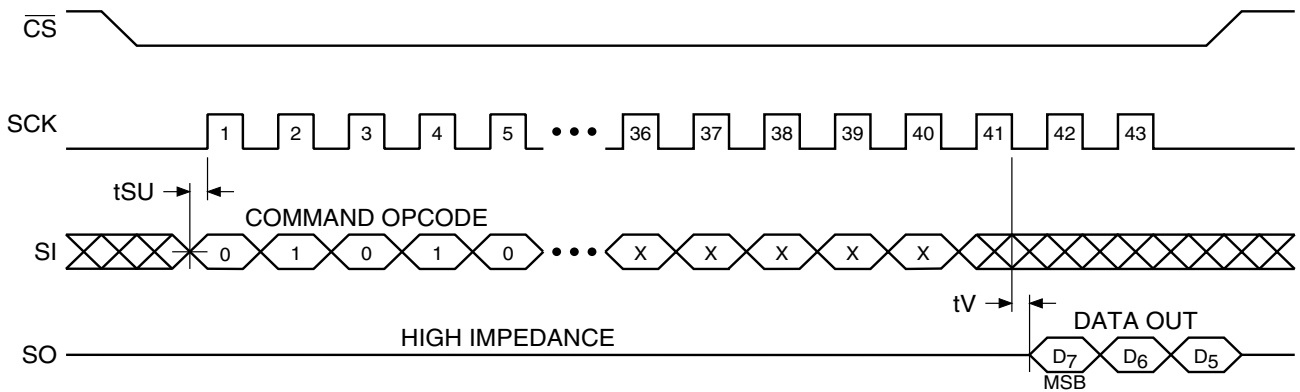 CS
SCK 1 2 3 4 5 ••• 36 37 38 39 40 41 42 43
tSU
COMMAND OPCODE
SI 0 1 0 1 0 ••• X X X X X
tV
HIGH IMPEDANCE
DATA OUT
SO D7 D6 D5
MSB